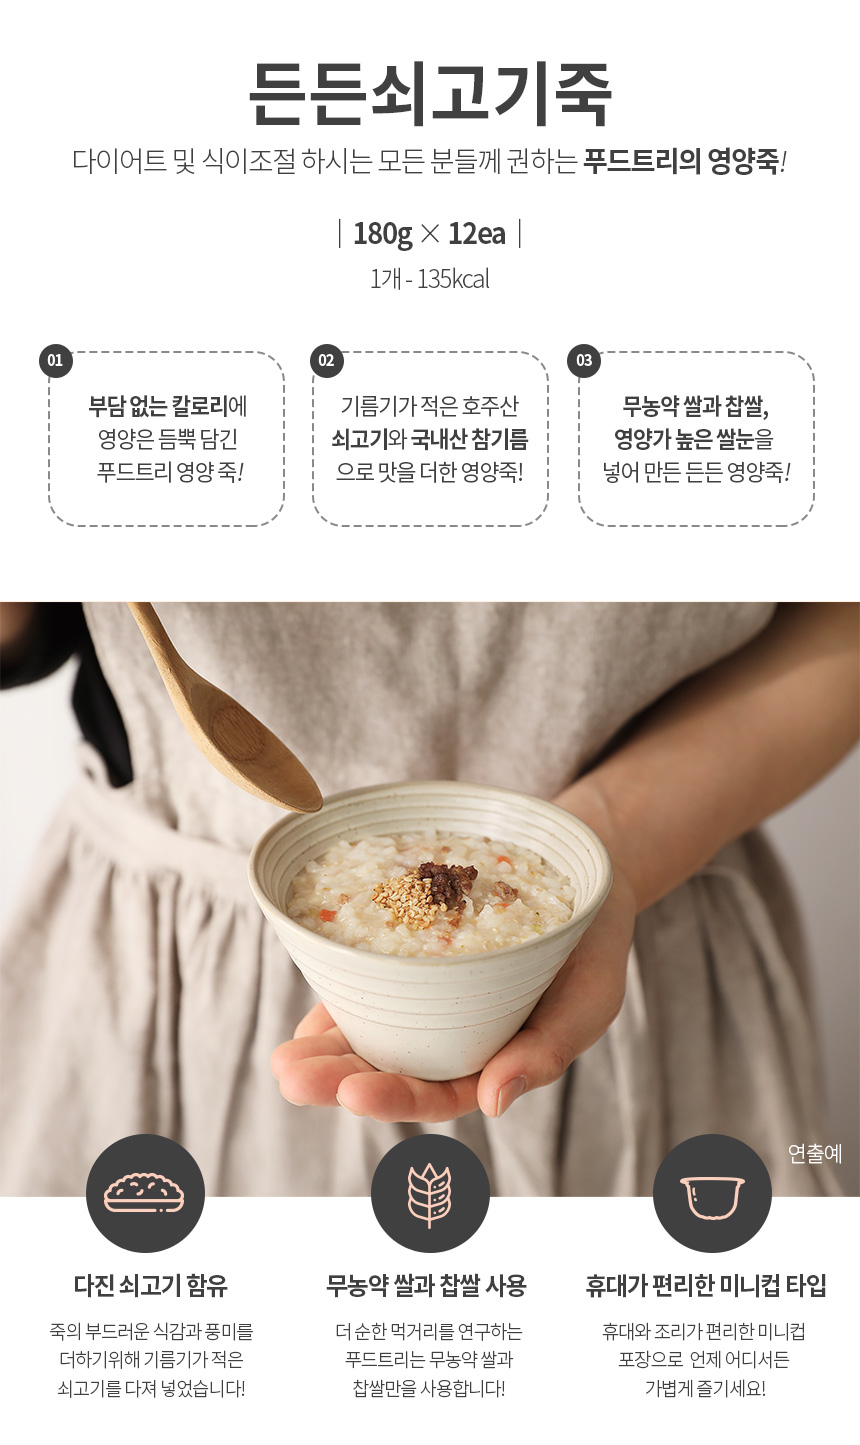 든든쇠고기죽
다이어트 및 식이조절 하시는 모든 분들께 권하는 푸드트리의 영양죽!
| 180g × 12ea |
1개 - 135kcal
01
부담 없는 칼로리에
영양은 듬뿍 담긴
푸드트리 영양 죽!
02
기름기가 적은 호주산
쇠고기와 국내산 참기름
으로 맛을 더한 영양죽!
03
무농약 쌀과 찹쌀,
영양가 높은 쌀눈을
넣어 만든 든든 영양죽!
연출예
다진 쇠고기 함유
죽의 부드러운 식감과 풍미를
더하기위해 기름기가 적은
쇠고기를 다져 넣었습니다!
무농약 쌀과 찹쌀 사용
더 순한 먹거리를 연구하는
푸드트리는 무농약 쌀과
찹쌀만을 사용합니다!
휴대가 편리한 미니컵 타입
휴대와 조리가 편리한 미니컵
포장으로 언제 어디서든
가볍게 즐기세요!